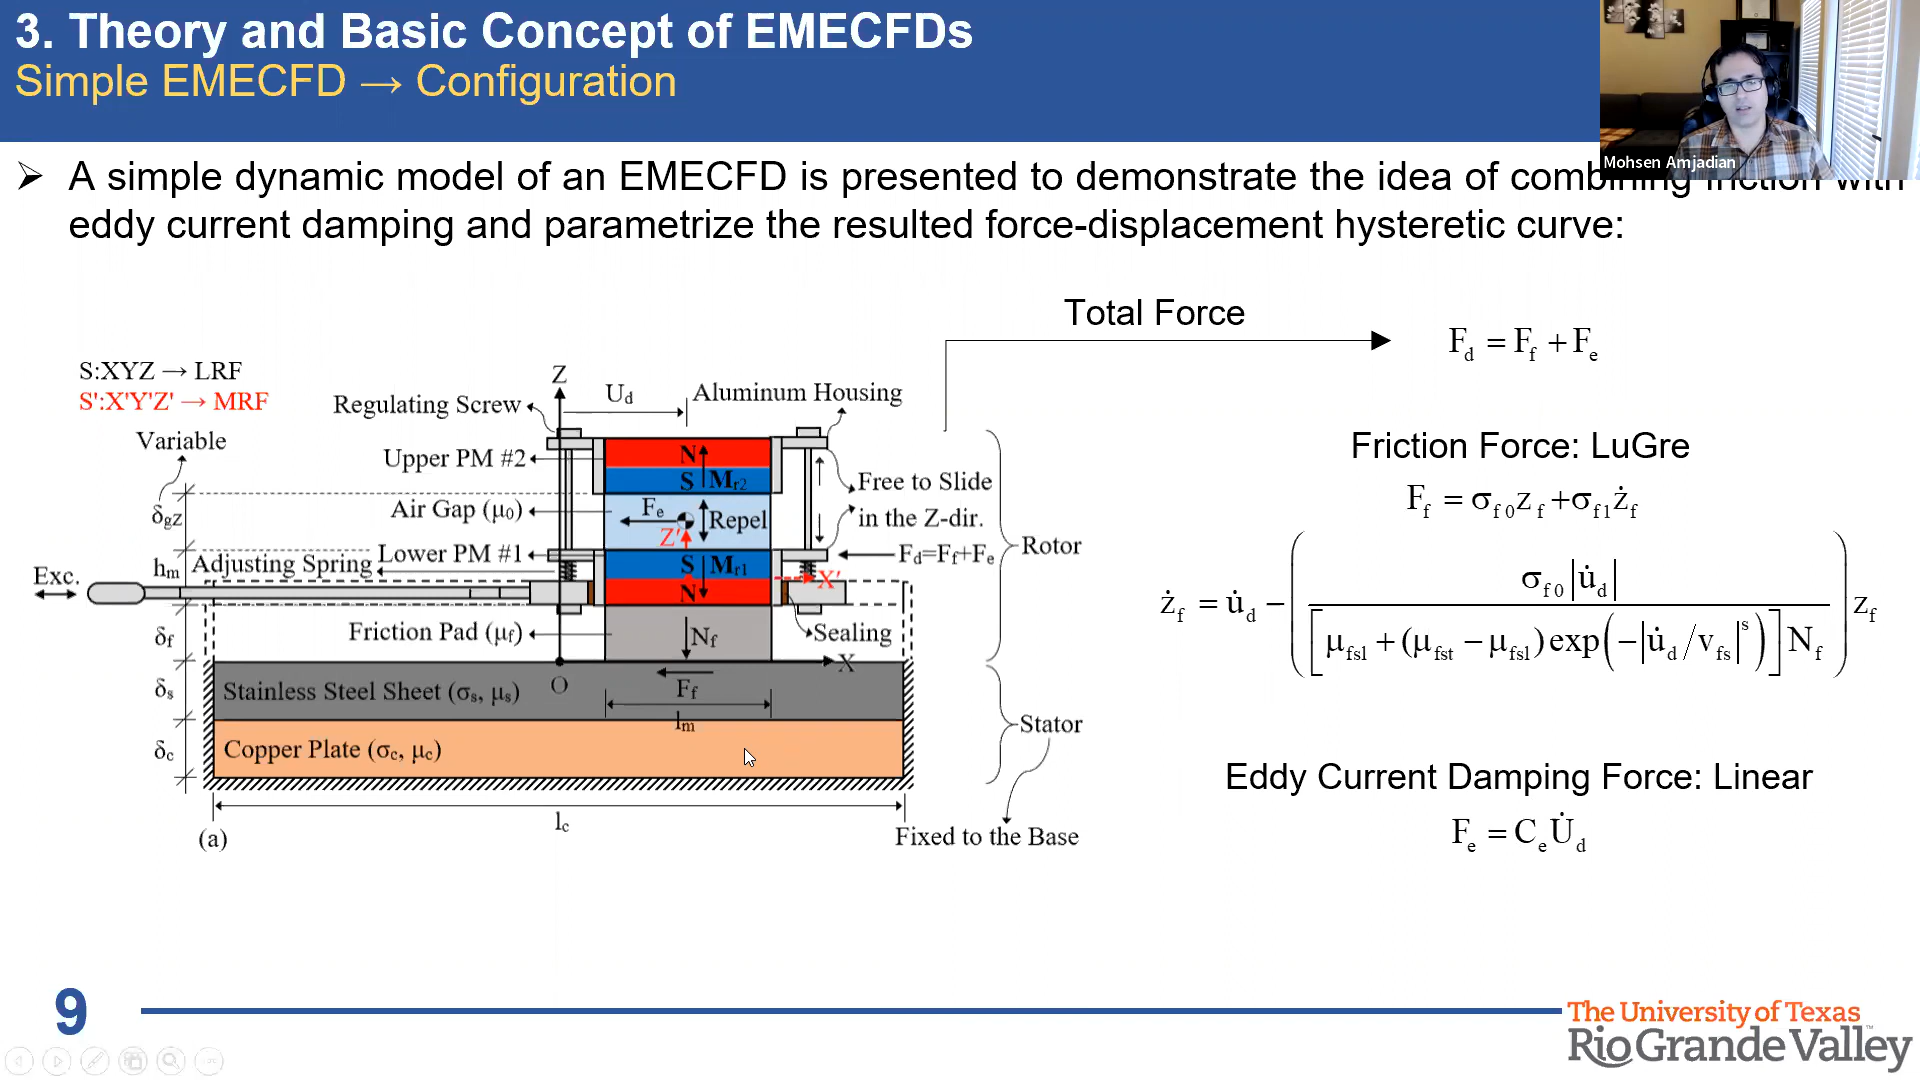 3. Theory and Basic Concept of EMECFDs
Simple EMECFD → Configuration
Mohsen Amjadian
➢ A simple dynamic model of an EMECFD is presented to demonstrate the idea of combining friction with
eddy current damping and parametrize the resulted force-displacement hysteretic curve:
Total Force
F_d = F_f + F_e
S:XYZ → LRF
S':X'Y'Z' → MRF
Variable
Z
U_d
Regulating Screw
Aluminum Housing
Upper PM #2
N
S M_r2
Free to Slide
in the Z-dir.
δ_gZ
Air Gap (μ₀)
F_e
Repel
Z'
Lower PM #1
F_d=F_f+F_e
Rotor
h_m
Adjusting Spring
S M_r1
N
X'
Exc.
δ_f
Friction Pad (μ_f)
N_f
Sealing
X
O
δ_s
Stainless Steel Sheet (σ_s, μ_s)
F_f
l_m
Stator
δ_c
Copper Plate (σ_c, μ_c)
(a)
l_c
Fixed to the Base
Friction Force: LuGre
F_f = σ_f0 z_f + σ_f1 ż_f
ż_f = u̇_d − ( σ_f0 |u̇_d| / [μ_fsl + (μ_fst − μ_fsl) exp(−|u̇_d/v_fs|^s)] N_f ) z_f
Eddy Current Damping Force: Linear
F_e = C_e U̇_d
9
The University of Texas
Rio Grande Valley